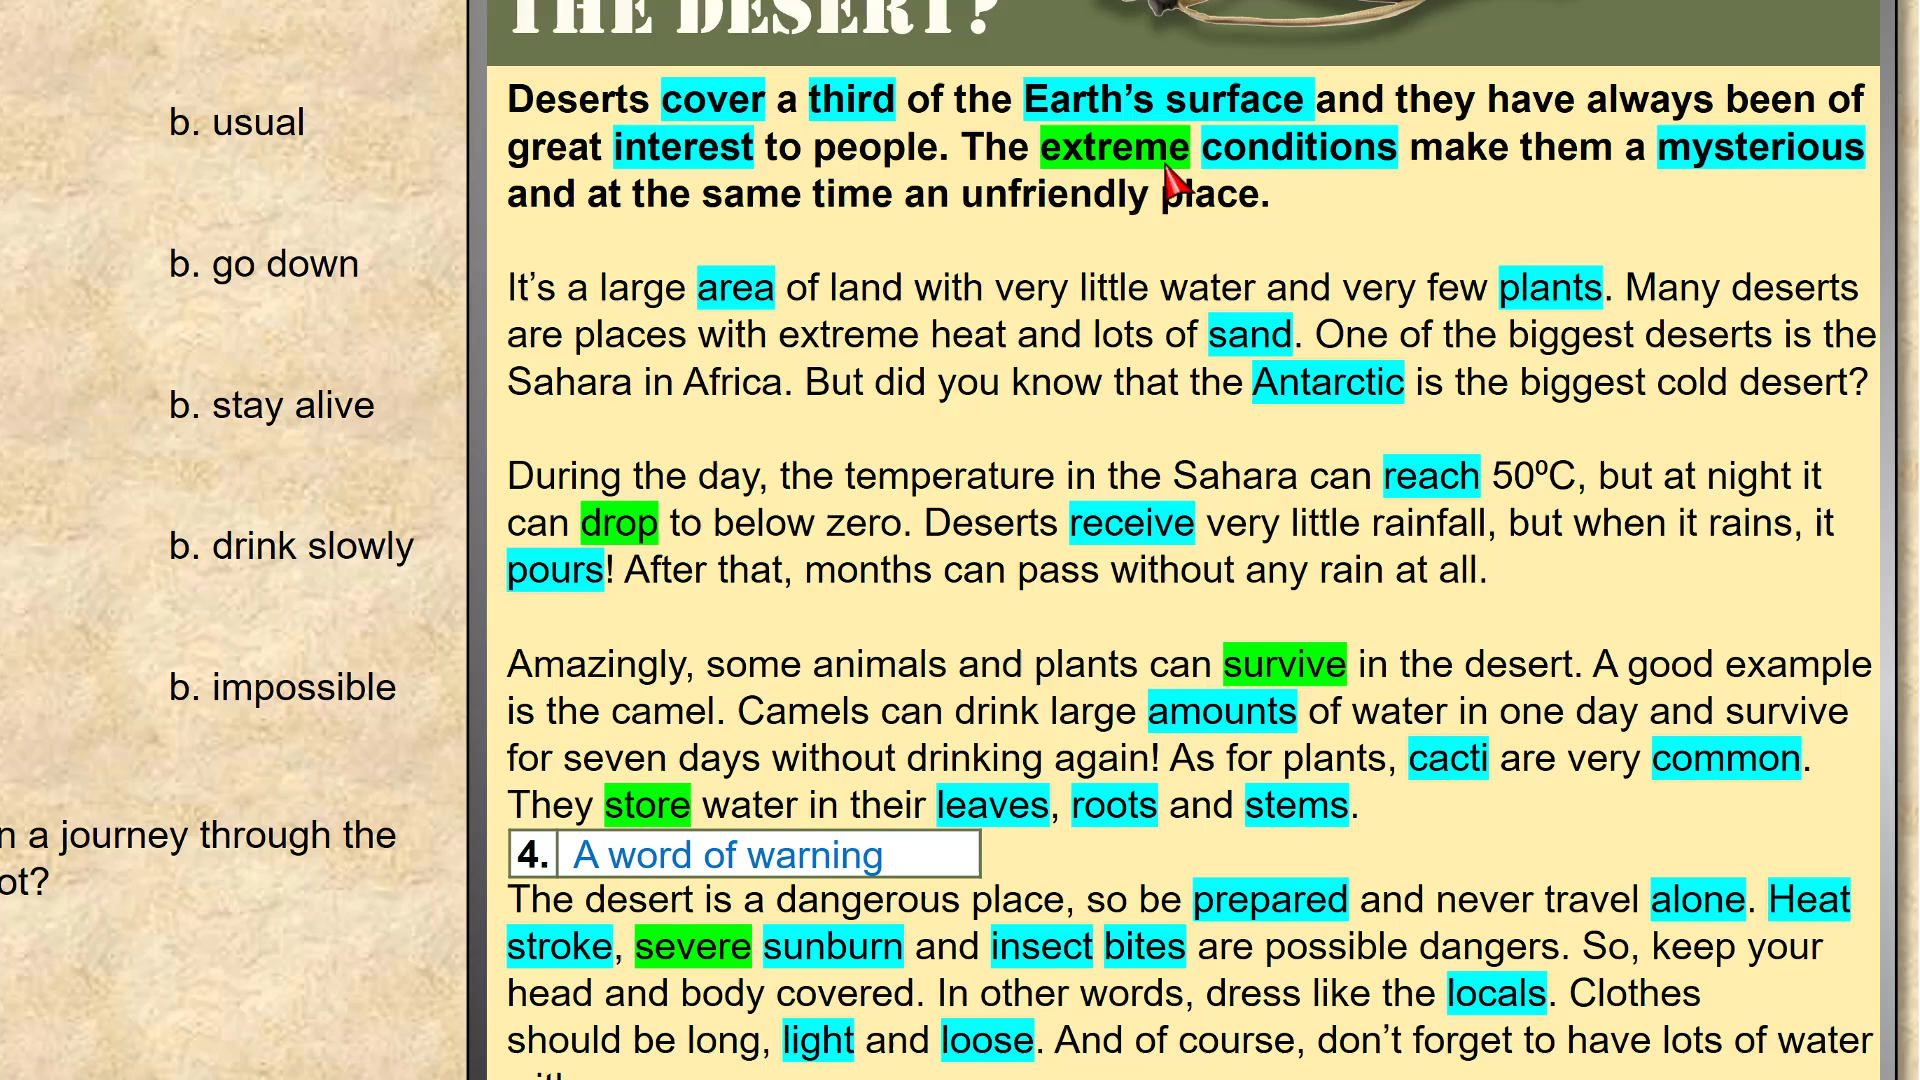 THE DESERT?
b. usual
b. go down
b. stay alive
b. drink slowly
b. impossible
n a journey through the
ot?
Deserts cover a third of the Earth’s surface and they have always been of
great interest to people. The extreme conditions make them a mysterious
and at the same time an unfriendly place.
It’s a large area of land with very little water and very few plants. Many deserts
are places with extreme heat and lots of sand. One of the biggest deserts is the
Sahara in Africa. But did you know that the Antarctic is the biggest cold desert?
During the day, the temperature in the Sahara can reach 50ºC, but at night it
can drop to below zero. Deserts receive very little rainfall, but when it rains, it
pours! After that, months can pass without any rain at all.
Amazingly, some animals and plants can survive in the desert. A good example
is the camel. Camels can drink large amounts of water in one day and survive
for seven days without drinking again! As for plants, cacti are very common.
They store water in their leaves, roots and stems.
4. A word of warning
The desert is a dangerous place, so be prepared and never travel alone. Heat
stroke, severe sunburn and insect bites are possible dangers. So, keep your
head and body covered. In other words, dress like the locals. Clothes
should be long, light and loose. And of course, don’t forget to have lots of water